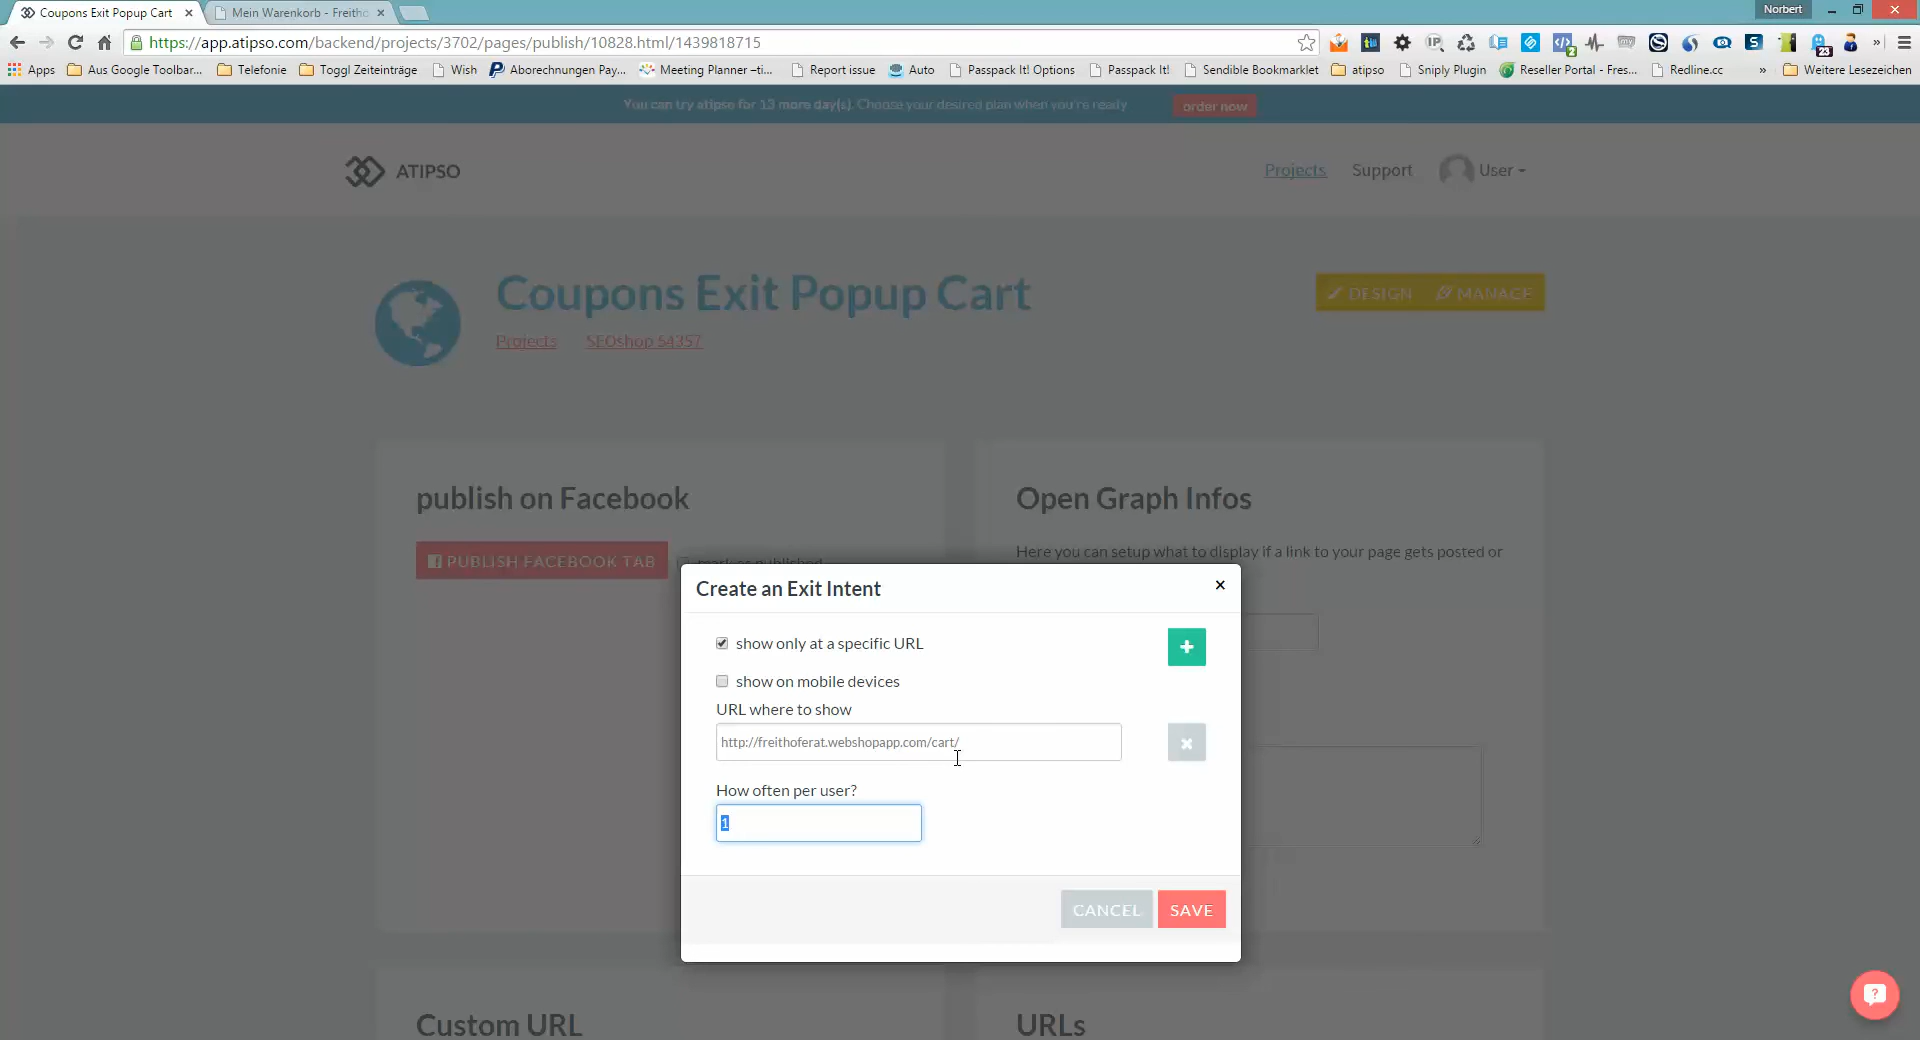 Coupons Exit Popup Cart
Mein Warenkorb - Freitho
Norbert
https://app.atipso.com/backend/projects/3702/pages/publish/10828.html/1439818715
Apps
Aus Google Toolbar...
Telefonie
Toggl Zeiteinträge
Wish
Aborechnungen Pay...
Meeting Planner –ti...
Report issue
Auto
Passpack It! Options
Passpack It!
Sendible Bookmarklet
atipso
Sniply Plugin
Reseller Portal - Fres...
Redline.cc
»
Weitere Lesezeichen
You can try atipso for 13 more day(s). Choose your desired plan when you're ready
order now
ATIPSO
Projects
Support
User
Coupons Exit Popup Cart
DESIGN
MANAGE
Projects
SEOshop 54357
publish on Facebook
PUBLISH FACEBOOK TAB
Open Graph Infos
Here you can setup what to display if a link to your page gets posted or
Create an Exit Intent
×
show only at a specific URL
+
show on mobile devices
URL where to show
http://freithoferat.webshopapp.com/cart/
How often per user?
1
CANCEL
SAVE
Custom URL
URLs